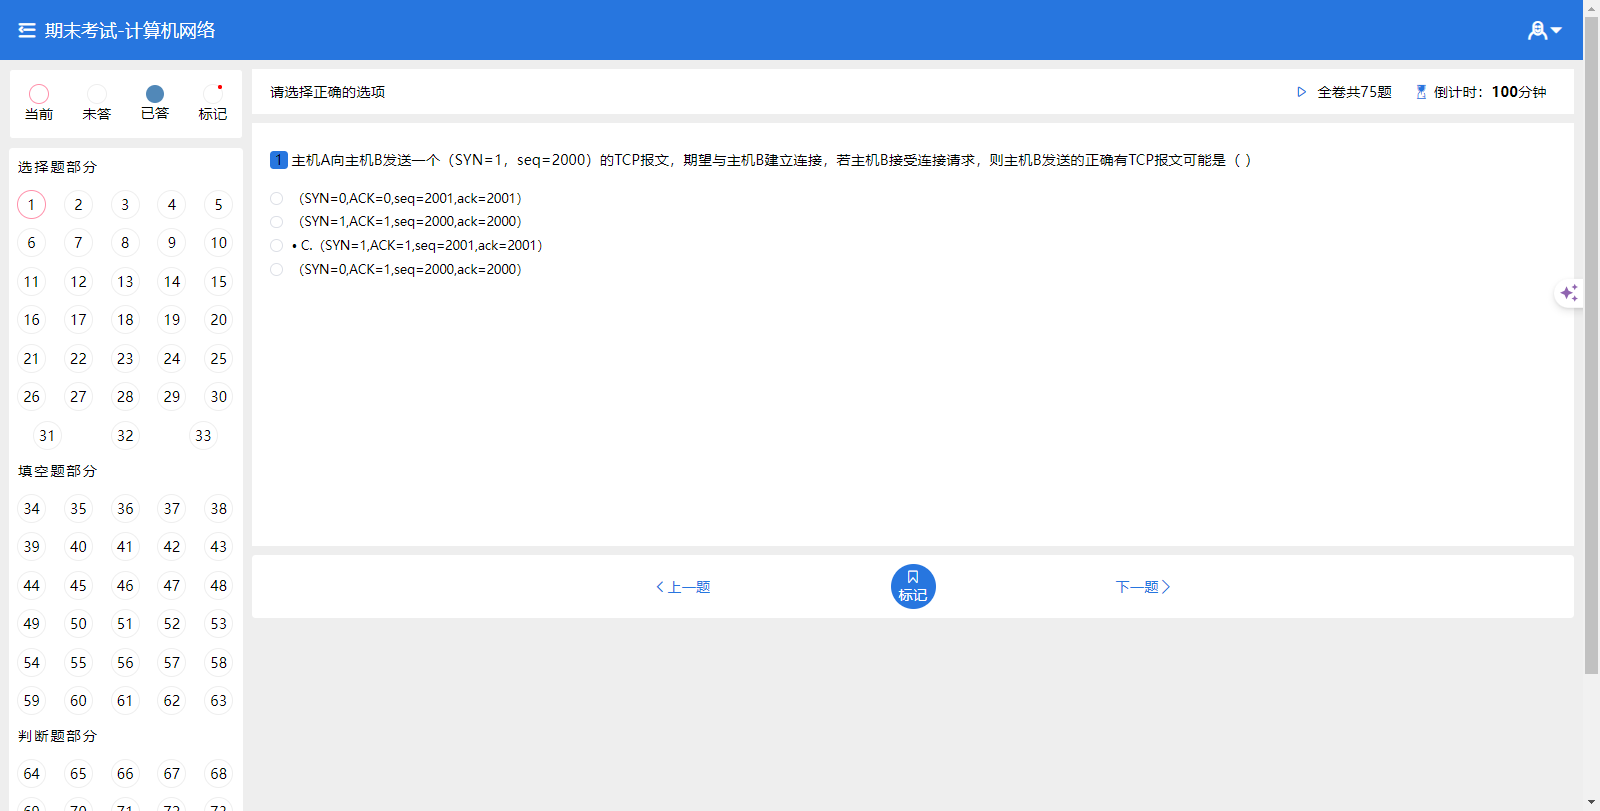 期末考试-计算机网络
当前 未答 已答 标记
请选择正确的选项
全卷共75题 倒计时：100分钟
选择题部分
1 2 3 4 5
6 7 8 9 10
11 12 13 14 15
16 17 18 19 20
21 22 23 24 25
26 27 28 29 30
31 32 33
填空题部分
34 35 36 37 38
39 40 41 42 43
44 45 46 47 48
49 50 51 52 53
54 55 56 57 58
59 60 61 62 63
判断题部分
64 65 66 67 68
69 70 71 72 73
1 主机A向主机B发送一个（SYN=1，seq=2000）的TCP报文，期望与主机B建立连接，若主机B接受连接请求，则主机B发送的正确有TCP报文可能是（ ）
（SYN=0,ACK=0,seq=2001,ack=2001）
（SYN=1,ACK=1,seq=2000,ack=2000）
• C.（SYN=1,ACK=1,seq=2001,ack=2001）
（SYN=0,ACK=1,seq=2000,ack=2000）
上一题 标记 下一题